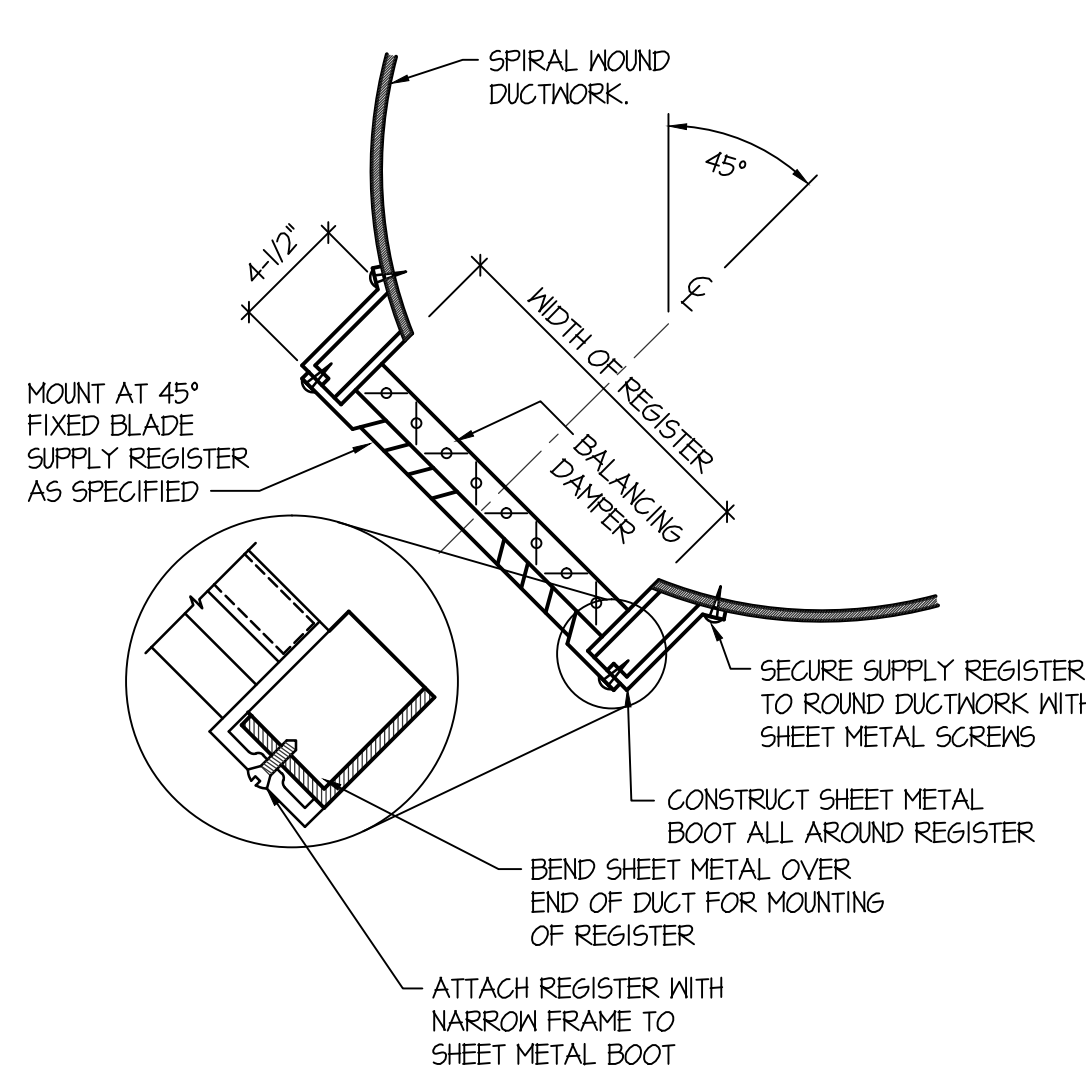 SPIRAL WOUND
DUCTWORK.
45°
4-1/2"
℄
WIDTH OF REGISTER
MOUNT AT 45°
FIXED BLADE
SUPPLY REGISTER
AS SPECIFIED
BALANCING
DAMPER
SECURE SUPPLY REGISTER
TO ROUND DUCTWORK WITH
SHEET METAL SCREWS
CONSTRUCT SHEET METAL
BOOT ALL AROUND REGISTER
BEND SHEET METAL OVER
END OF DUCT FOR MOUNTING
OF REGISTER
ATTACH REGISTER WITH
NARROW FRAME TO
SHEET METAL BOOT